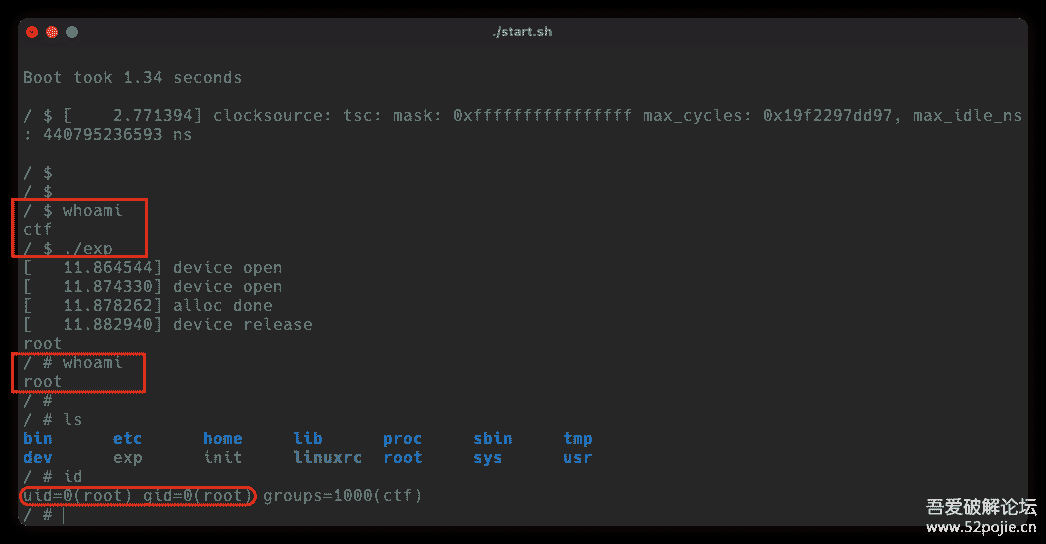 ./start.sh
Boot took 1.34 seconds
/ $ [    2.771394] clocksource: tsc: mask: 0xffffffffffffffff max_cycles: 0x19f2297dd97, max_idle_ns
: 440795236593 ns
/ $
/ $
/ $ whoami
ctf
/ $ ./exp
[   11.864544] device open
[   11.874330] device open
[   11.878262] alloc done
[   11.882940] device release
root
/ # whoami
root
/ #
/ # ls
bin      etc      home     lib      proc     sbin     tmp
dev      exp      init     linuxrc  root     sys      usr
/ # id
uid=0(root) gid=0(root) groups=1000(ctf)
/ #
吾爱破解论坛
www.52pojie.cn